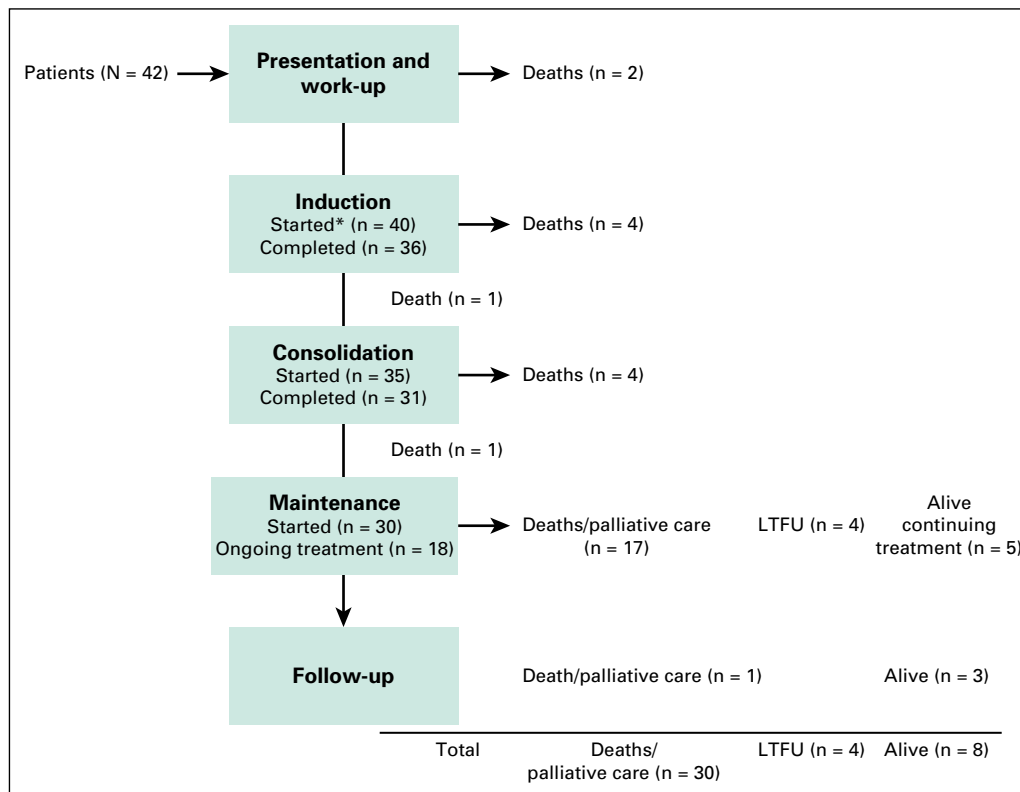 Patients (N = 42)
Presentation and
work-up
Deaths (n = 2)
Induction
Started* (n = 40)
Completed (n = 36)
Deaths (n = 4)
Death (n = 1)
Consolidation
Started (n = 35)
Completed (n = 31)
Deaths (n = 4)
Death (n = 1)
Maintenance
Started (n = 30)
Ongoing treatment (n = 18)
Deaths/palliative care
(n = 17)
LTFU (n = 4)
Alive
continuing
treatment (n = 5)
Follow-up
Death/palliative care (n = 1)
Alive (n = 3)
Total
Deaths/
palliative care (n = 30)
LTFU (n = 4)
Alive (n = 8)